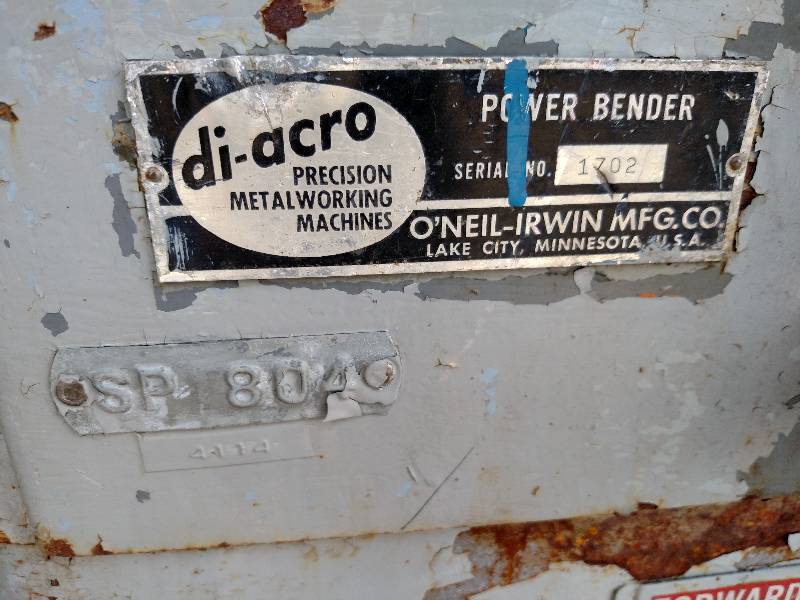 di-acro
PRECISION
METALWORKING
MACHINES
POWER BENDER
SERIAL NO. 1702
O'NEIL-IRWIN MFG.CO
LAKE CITY, MINNESOTA, U.S.A.
SP 804
4114
FORWARD